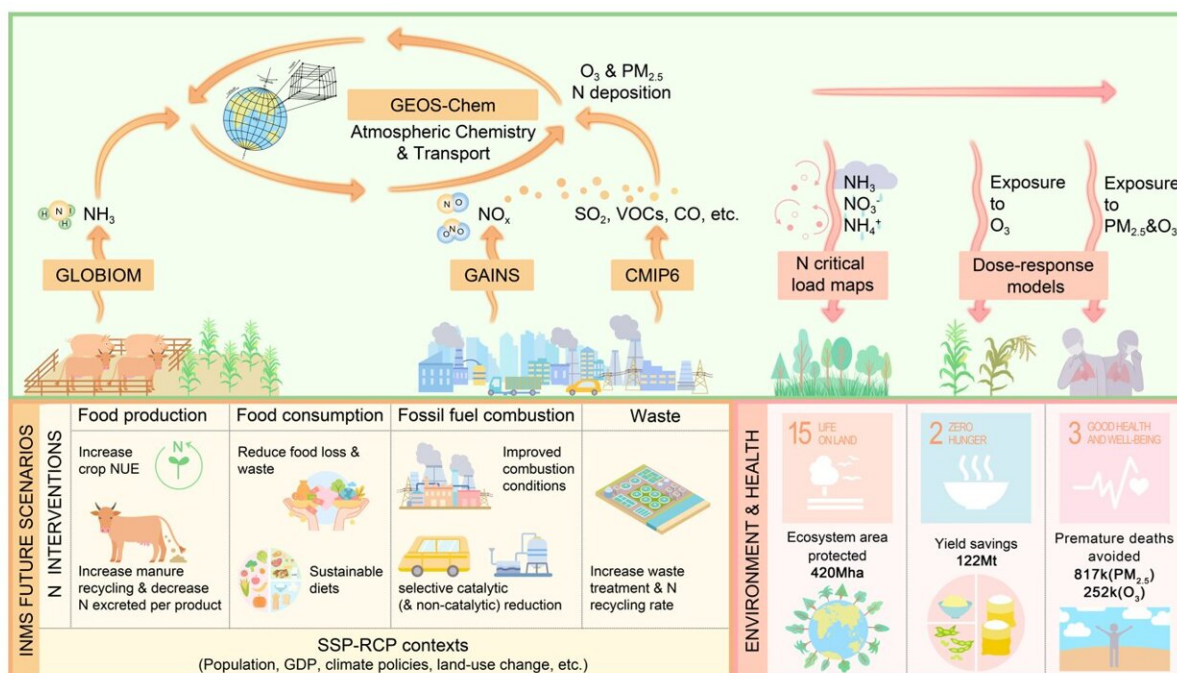 O₃ & PM₂.₅
N deposition
GEOS-Chem
Atmospheric Chemistry
& Transport
H N H
H
NH₃
NO
ONO
NOₓ
SO₂, VOCs, CO, etc.
GLOBIOM
GAINS
CMIP6
NH₃
NO₃⁻
NH₄⁺
Exposure
to
O₃
Exposure
to
PM₂.₅&O₃
N critical
load maps
Dose-response
models
INMS FUTURE SCENARIOS
N INTERVENTIONS
Food production
Increase
crop NUE
N
Increase manure
recycling & decrease
N excreted per product
Food consumption
Reduce food loss &
waste
Sustainable
diets
Fossil fuel combustion
Improved
combustion
conditions
selective catalytic
(& non-catalytic) reduction
Waste
Increase waste
treatment & N
recycling rate
SSP-RCP contexts
(Population, GDP, climate policies, land-use change, etc.)
ENVIRONMENT & HEALTH
15 LIFE
ON LAND
Ecosystem area
protected
420Mha
2 ZERO
HUNGER
Yield savings
122Mt
3 GOOD HEALTH
AND WELL-BEING
Premature deaths
avoided
817k(PM₂.₅)
252k(O₃)